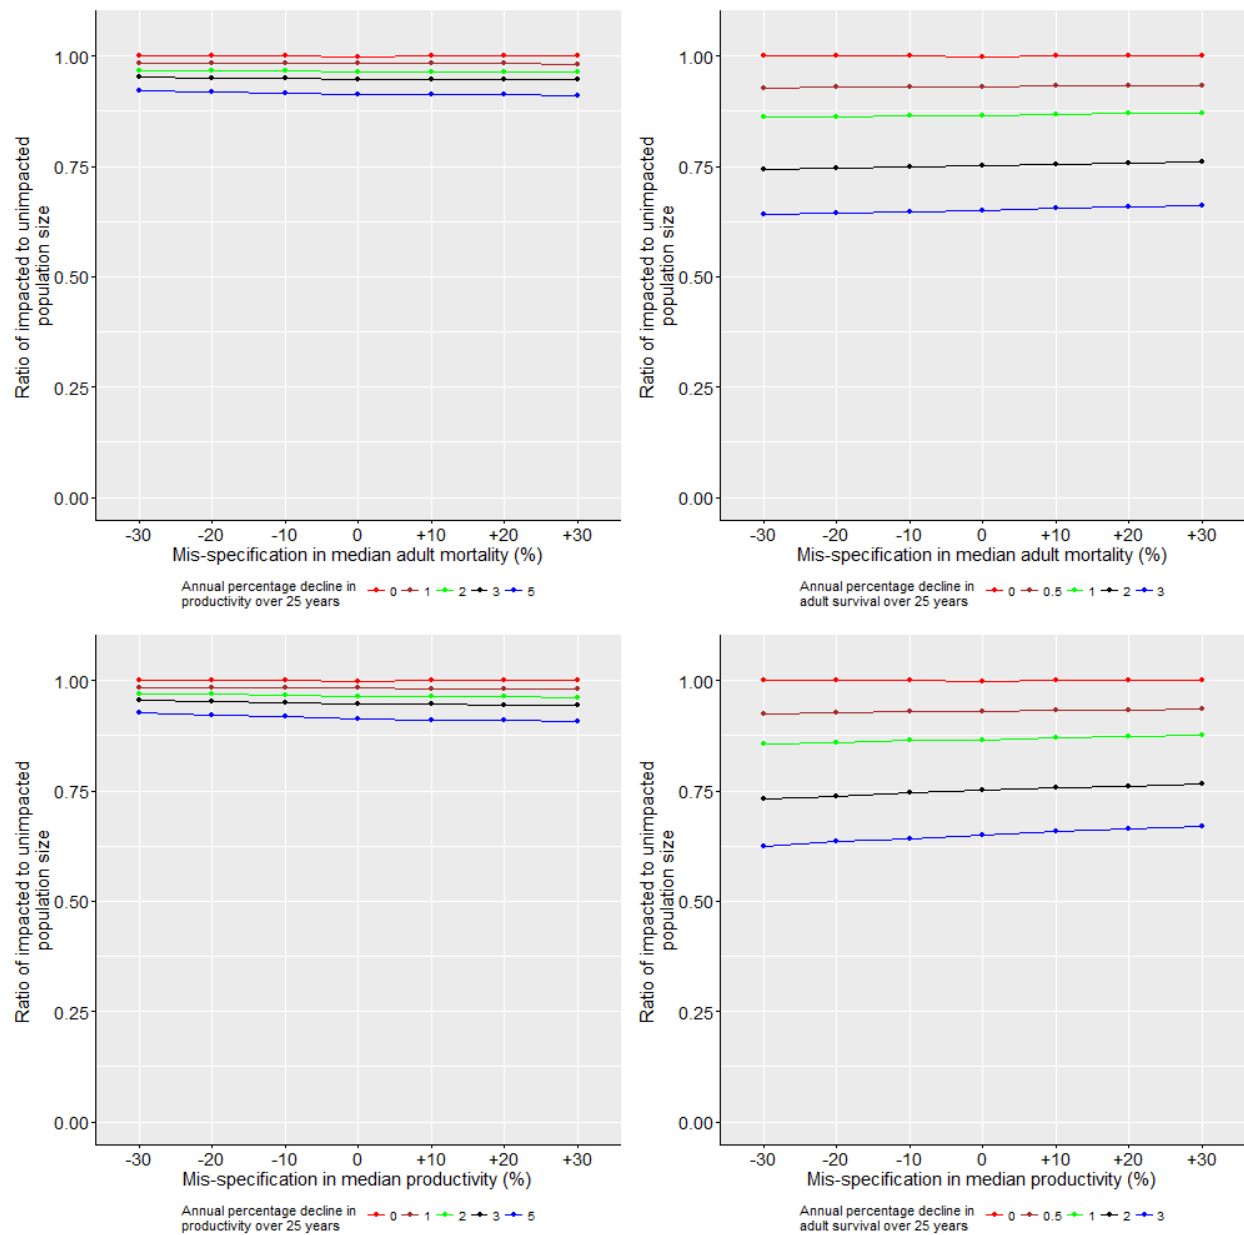 Ratio of impacted to unimpacted
population size
1.00
0.75
0.50
0.25
0.00
-30 -20 -10 0 +10 +20 +30
Mis-specification in median adult mortality (%)
Annual percentage decline in
productivity over 25 years 0 1 2 3 5
Ratio of impacted to unimpacted
population size
1.00
0.75
0.50
0.25
0.00
-30 -20 -10 0 +10 +20 +30
Mis-specification in median adult mortality (%)
Annual percentage decline in
adult survival over 25 years 0 0.5 1 2 3
Ratio of impacted to unimpacted
population size
1.00
0.75
0.50
0.25
0.00
-30 -20 -10 0 +10 +20 +30
Mis-specification in median productivity (%)
Annual percentage decline in
productivity over 25 years 0 1 2 3 5
Ratio of impacted to unimpacted
population size
1.00
0.75
0.50
0.25
0.00
-30 -20 -10 0 +10 +20 +30
Mis-specification in median productivity (%)
Annual percentage decline in
adult survival over 25 years 0 0.5 1 2 3